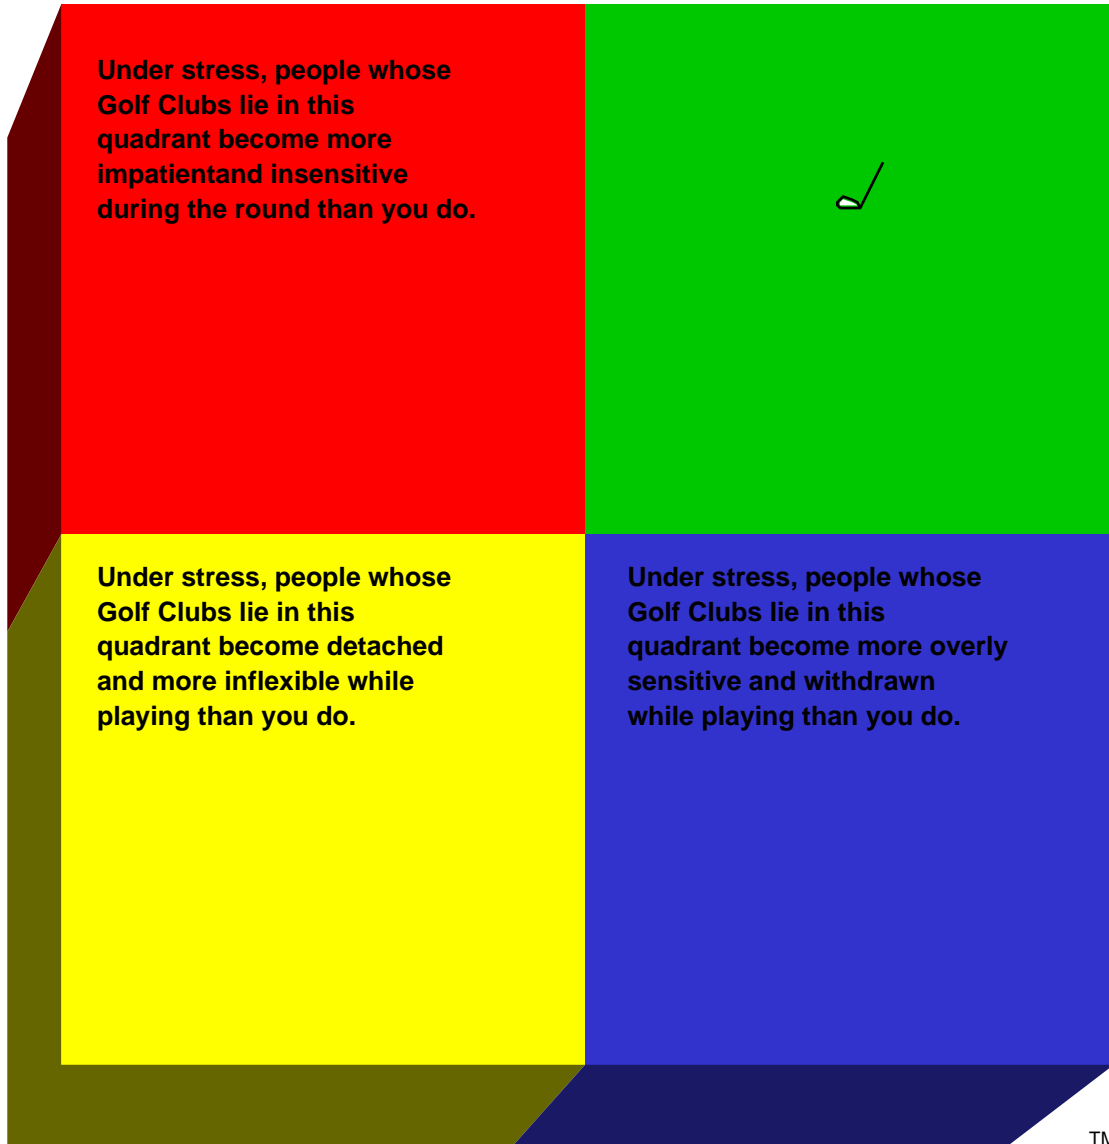 Under stress, people whose
Golf Clubs lie in this
quadrant become more
impatientand insensitive
during the round than you do.
Under stress, people whose
Golf Clubs lie in this
quadrant become detached
and more inflexible while
playing than you do.
Under stress, people whose
Golf Clubs lie in this
quadrant become more overly
sensitive and withdrawn
while playing than you do.
TM